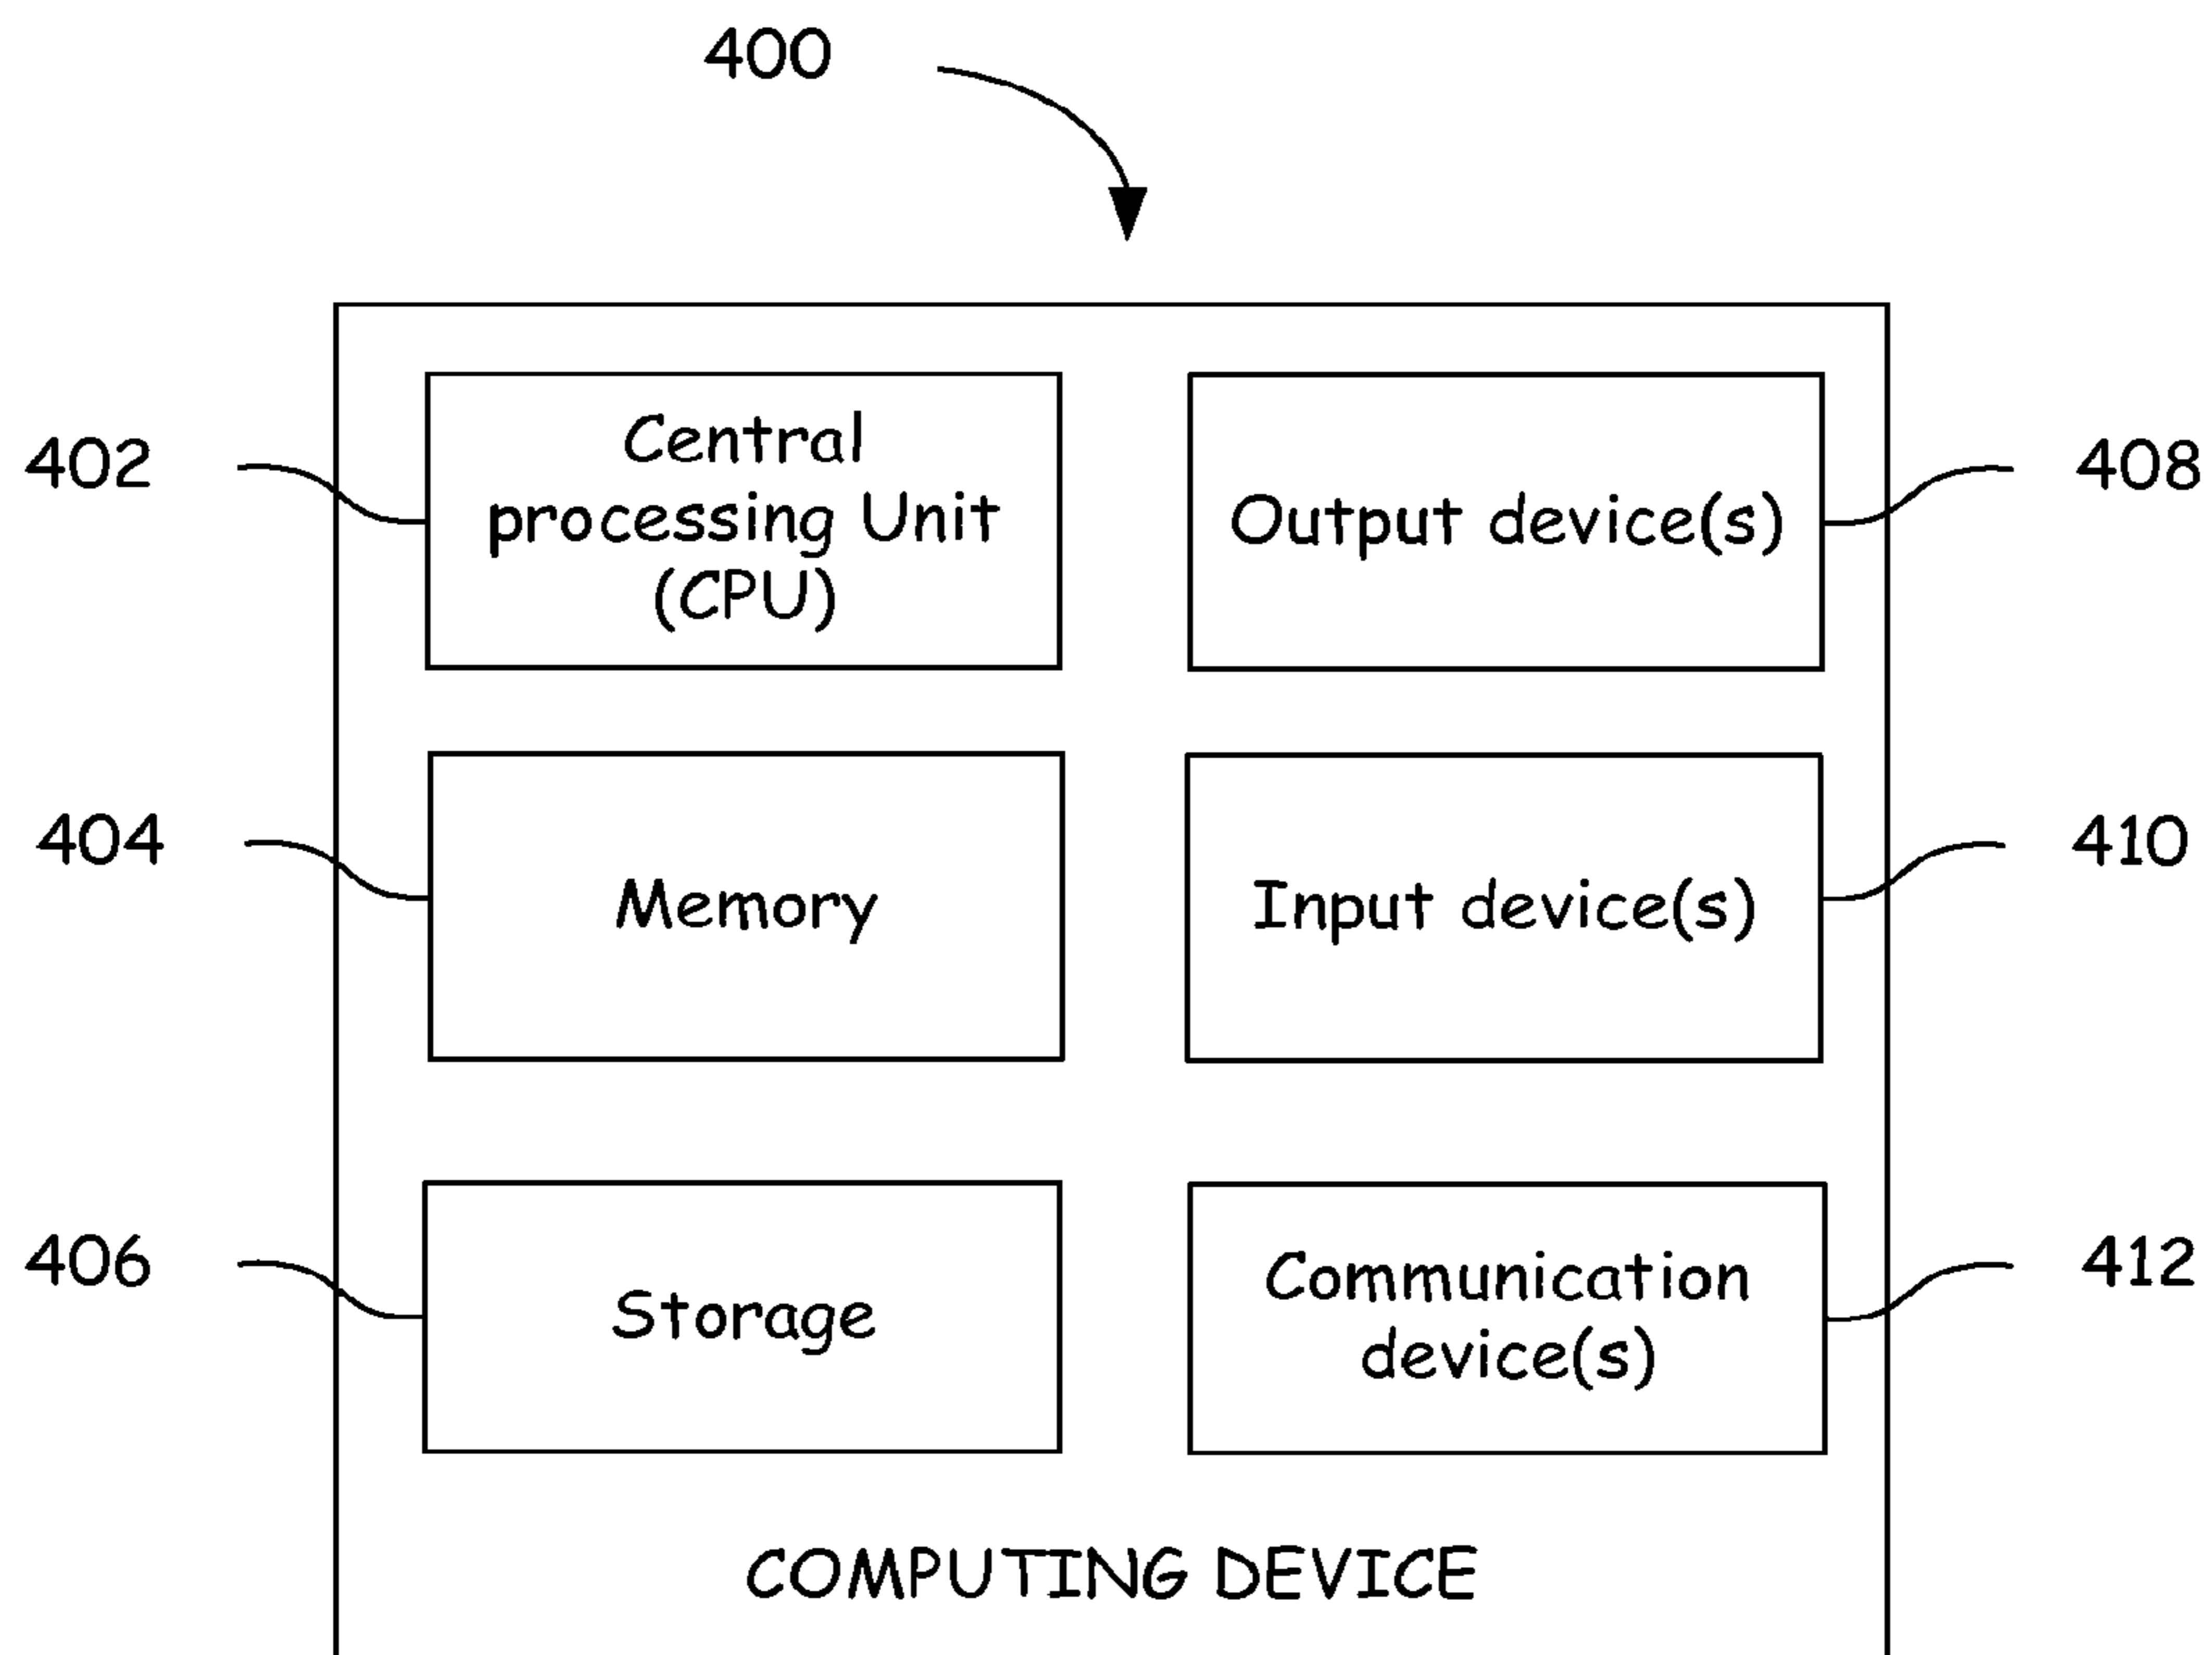 400
402
Central
processing Unit
(CPU)
Output device(s)
408
404
Memory
Input device(s)
410
406
Storage
Communication
device(s)
412
COMPUTING DEVICE